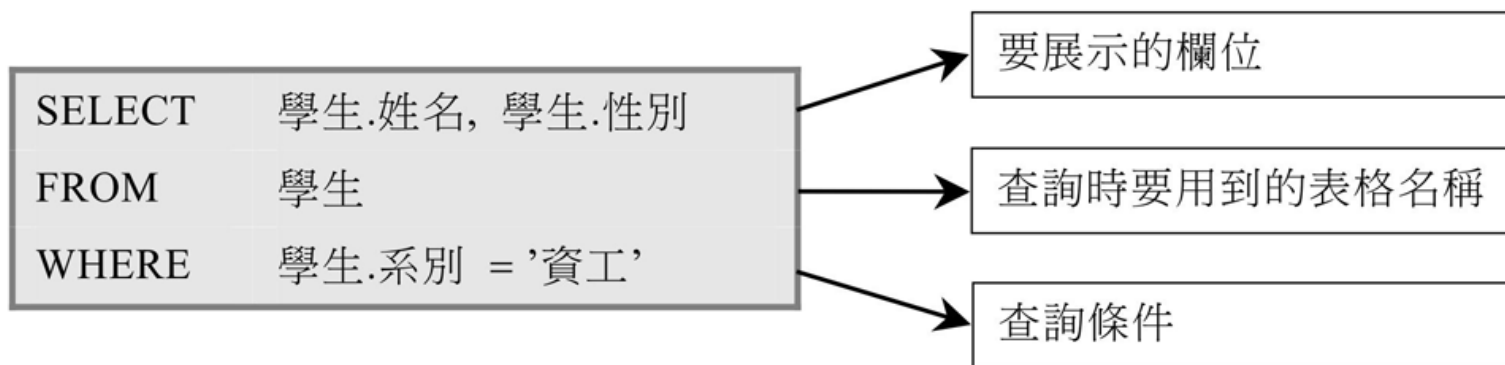 SELECT 學生.姓名, 學生.性別
FROM 學生
WHERE 學生.系別 = ’資工’
要展示的欄位
查詢時要用到的表格名稱
查詢條件